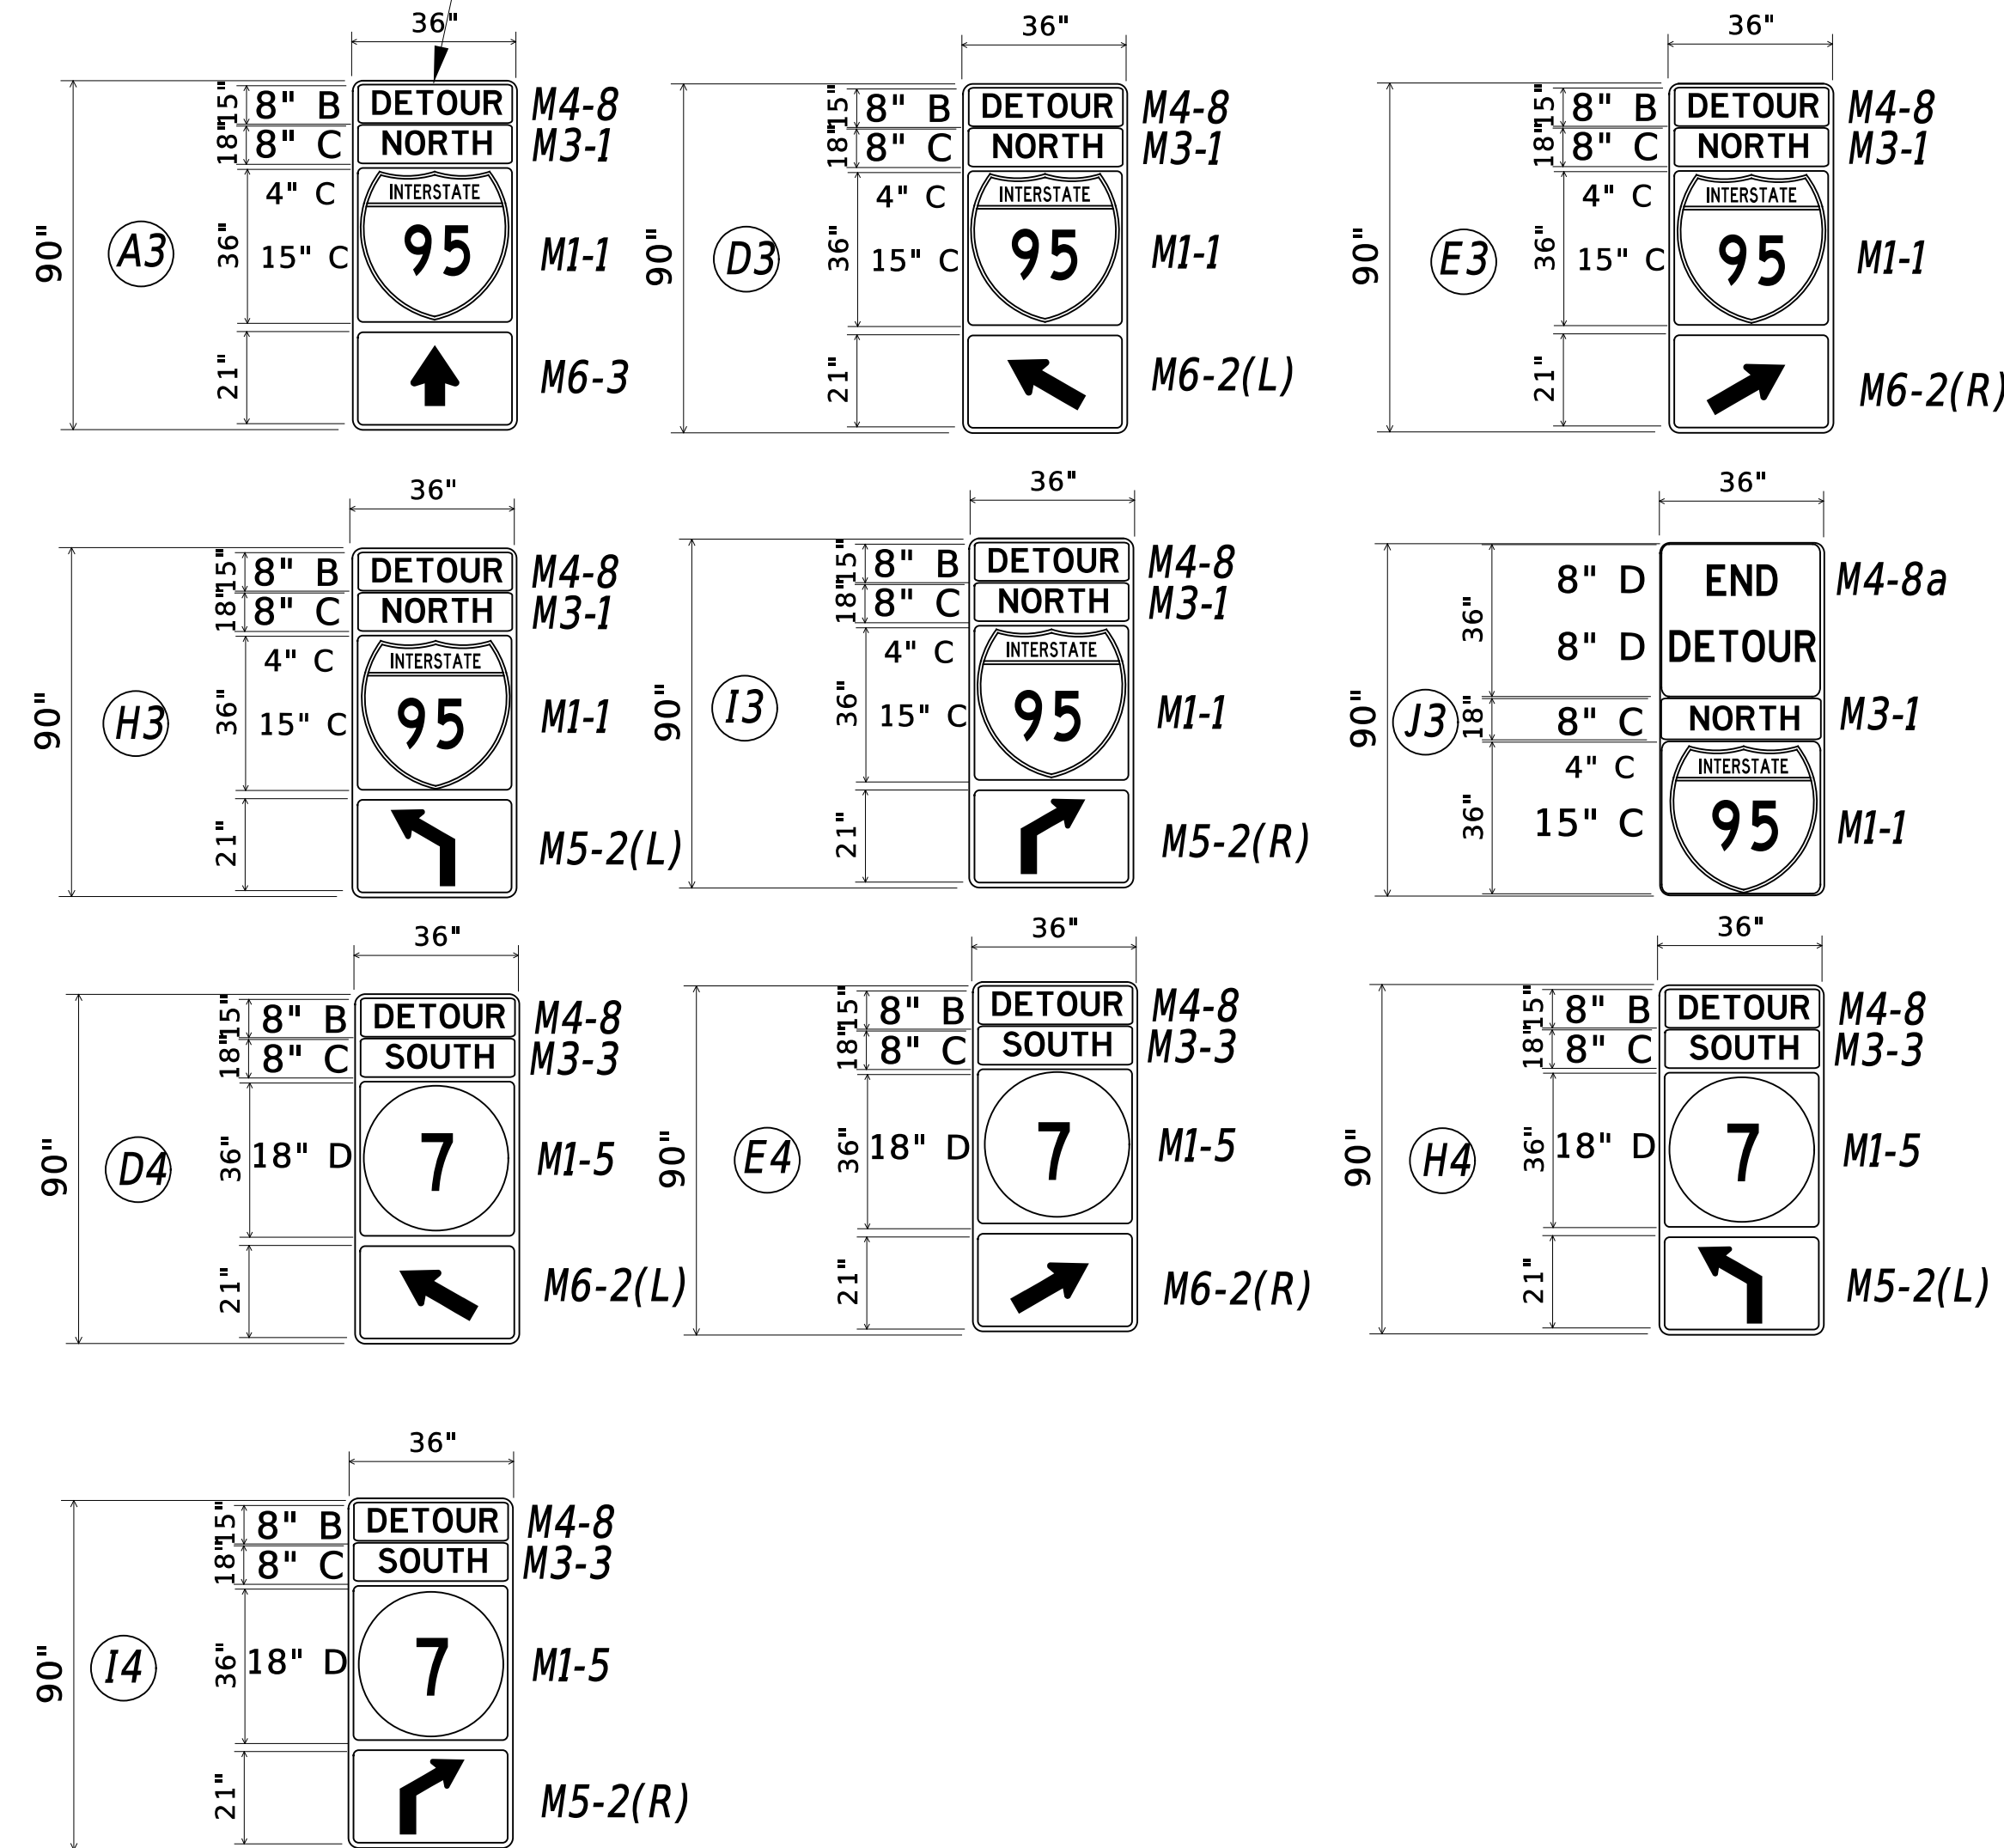 36"
90"
A3
15"
8" B
DETOUR
M4-8
18"
8" C
NORTH
M3-1
36"
4" C
INTERSTATE
15" C
95
M1-1
21"
M6-3
36"
90"
D3
15"
8" B
DETOUR
M4-8
18"
8" C
NORTH
M3-1
36"
4" C
INTERSTATE
15" C
95
M1-1
21"
M6-2(L)
36"
90"
E3
15"
8" B
DETOUR
M4-8
18"
8" C
NORTH
M3-1
36"
4" C
INTERSTATE
15" C
95
M1-1
21"
M6-2(R)
36"
90"
H3
15"
8" B
DETOUR
M4-8
18"
8" C
NORTH
M3-1
36"
4" C
INTERSTATE
15" C
95
M1-1
21"
M5-2(L)
36"
90"
I3
15"
8" B
DETOUR
M4-8
18"
8" C
NORTH
M3-1
36"
4" C
INTERSTATE
15" C
95
M1-1
21"
M5-2(R)
36"
90"
J3
36"
8" D
END
M4-8a
8" D
DETOUR
18"
8" C
NORTH
M3-1
36"
4" C
INTERSTATE
15" C
95
M1-1
36"
90"
D4
15"
8" B
DETOUR
M4-8
18"
8" C
SOUTH
M3-3
36"
18" D
7
M1-5
21"
M6-2(L)
36"
90"
E4
15"
8" B
DETOUR
M4-8
18"
8" C
SOUTH
M3-3
36"
18" D
7
M1-5
21"
M6-2(R)
36"
90"
H4
15"
8" B
DETOUR
M4-8
18"
8" C
SOUTH
M3-3
36"
18" D
7
M1-5
21"
M5-2(L)
36"
90"
I4
15"
8" B
DETOUR
M4-8
18"
8" C
SOUTH
M3-3
36"
18" D
7
M1-5
21"
M5-2(R)